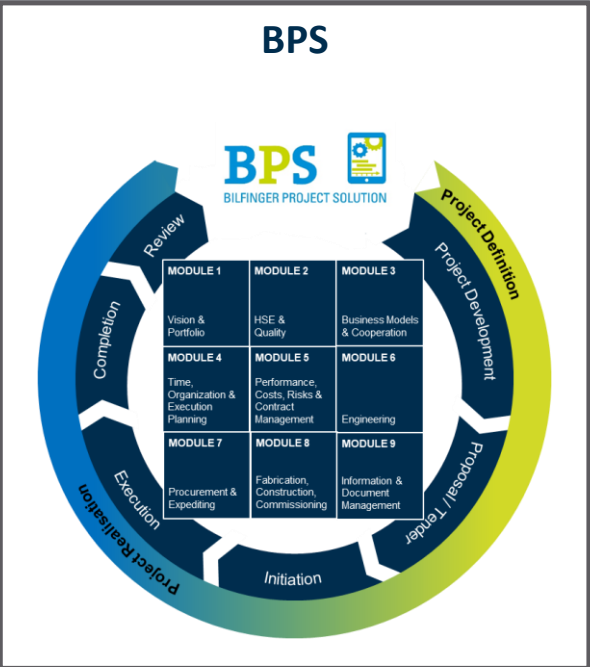 BPS
BPS
BILFINGER PROJECT SOLUTION
Project Definition
Project Development
Proposal / Tender
Initiation
Execution
Project Realisation
Completion
Review
MODULE 1
Vision &
Portfolio
MODULE 2
HSE &
Quality
MODULE 3
Business Models
& Cooperation
MODULE 4
Time,
Organization &
Execution
Planning
MODULE 5
Performance,
Costs, Risks &
Contract
Management
MODULE 6
Engineering
MODULE 7
Procurement &
Expediting
MODULE 8
Fabrication,
Construction,
Commissioning
MODULE 9
Information &
Document
Management